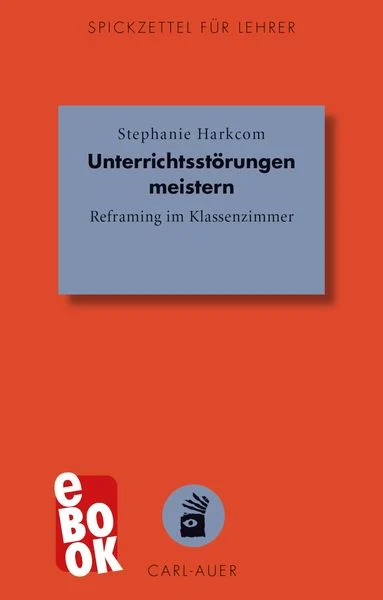 SPICKZETTEL FÜR LEHRER
Stephanie Harkcom
Unterrichtsstörungen
meistern
Reframing im Klassenzimmer
e
BO
OK
CARL-AUER